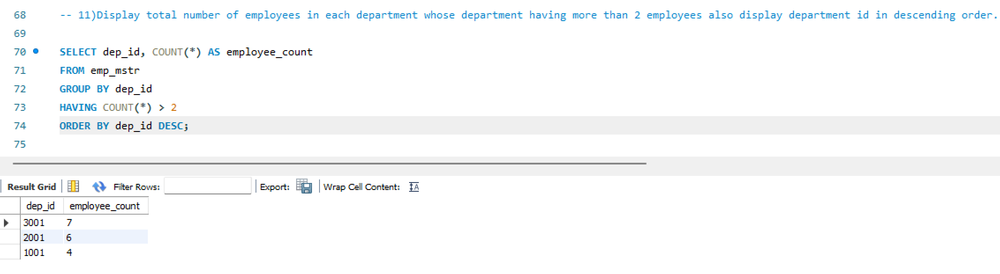 68 -- 11)Display total number of employees in each department whose department having more than 2 employees also display department id in descending order.
69
70 SELECT dep_id, COUNT(*) AS employee_count
71 FROM emp_mstr
72 GROUP BY dep_id
73 HAVING COUNT(*) > 2
74 ORDER BY dep_id DESC;
75
Result Grid Filter Rows: Export: Wrap Cell Content: IA
dep_id employee_count
3001 7
2001 6
1001 4